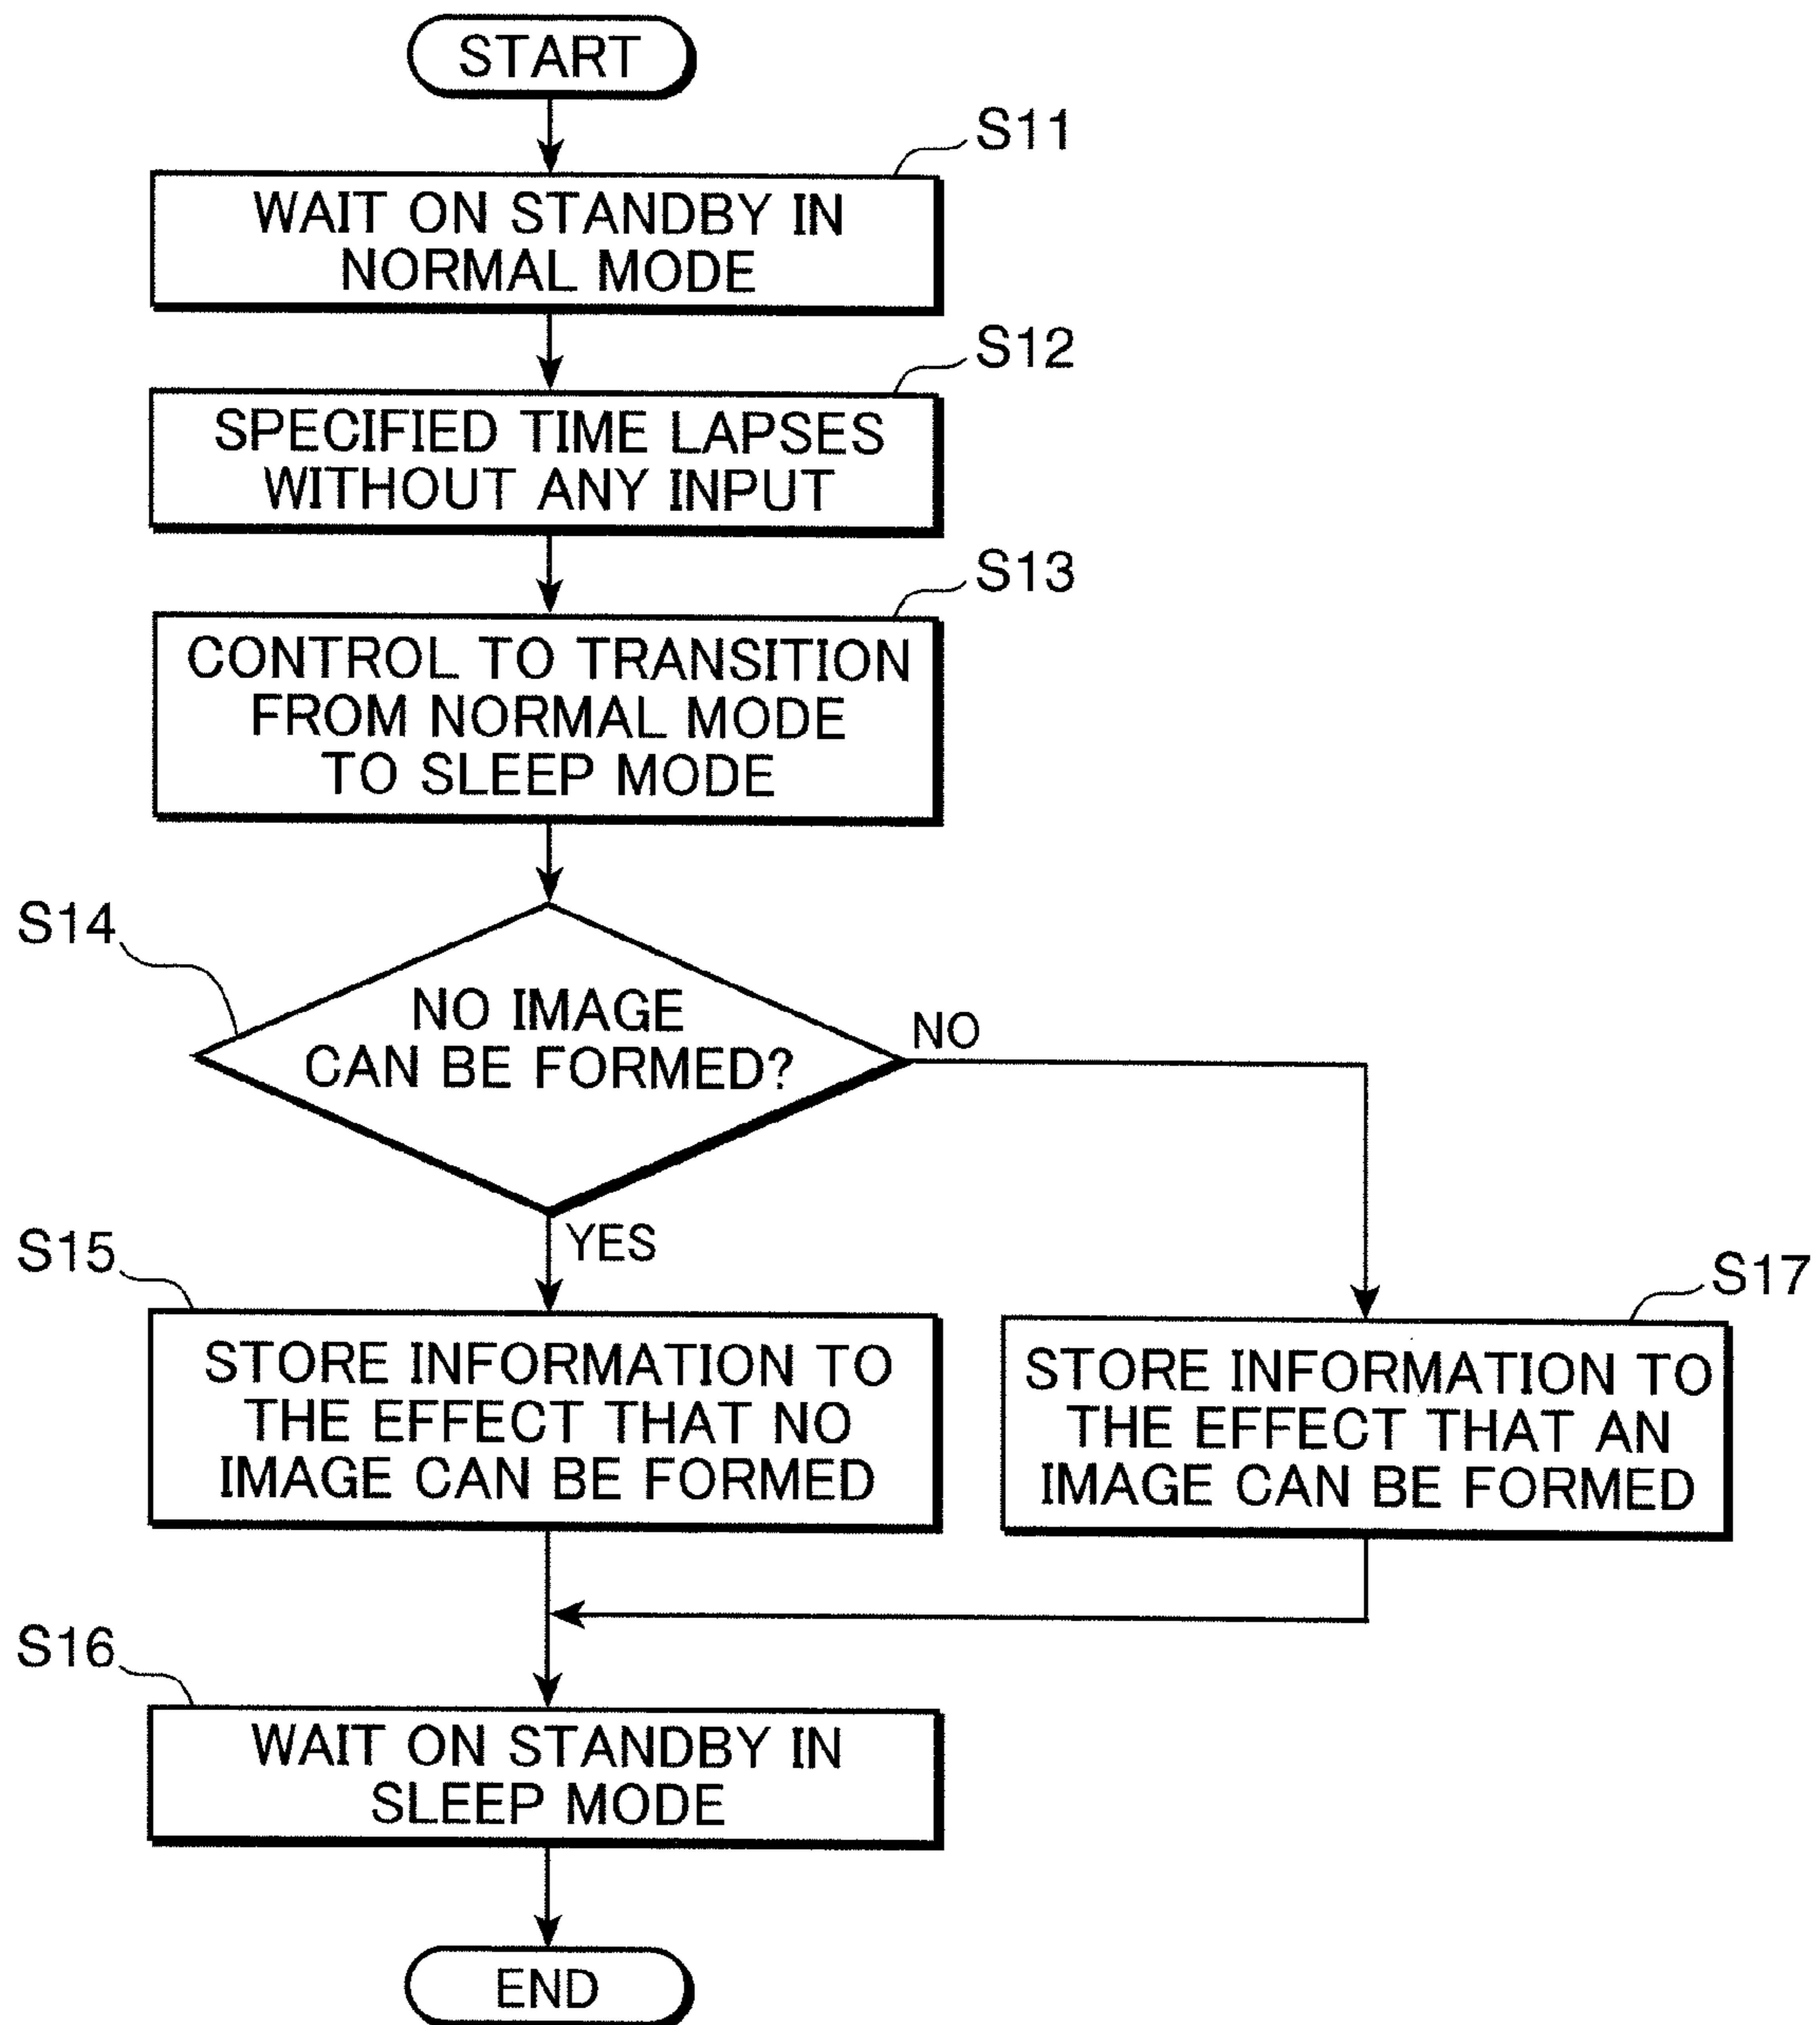 START
S11
WAIT ON STANDBY IN
NORMAL MODE
S12
SPECIFIED TIME LAPSES
WITHOUT ANY INPUT
S13
CONTROL TO TRANSITION
FROM NORMAL MODE
TO SLEEP MODE
S14
NO IMAGE
CAN BE FORMED?
NO
YES
S15
STORE INFORMATION TO
THE EFFECT THAT NO
IMAGE CAN BE FORMED
S17
STORE INFORMATION TO
THE EFFECT THAT AN
IMAGE CAN BE FORMED
S16
WAIT ON STANDBY IN
SLEEP MODE
END